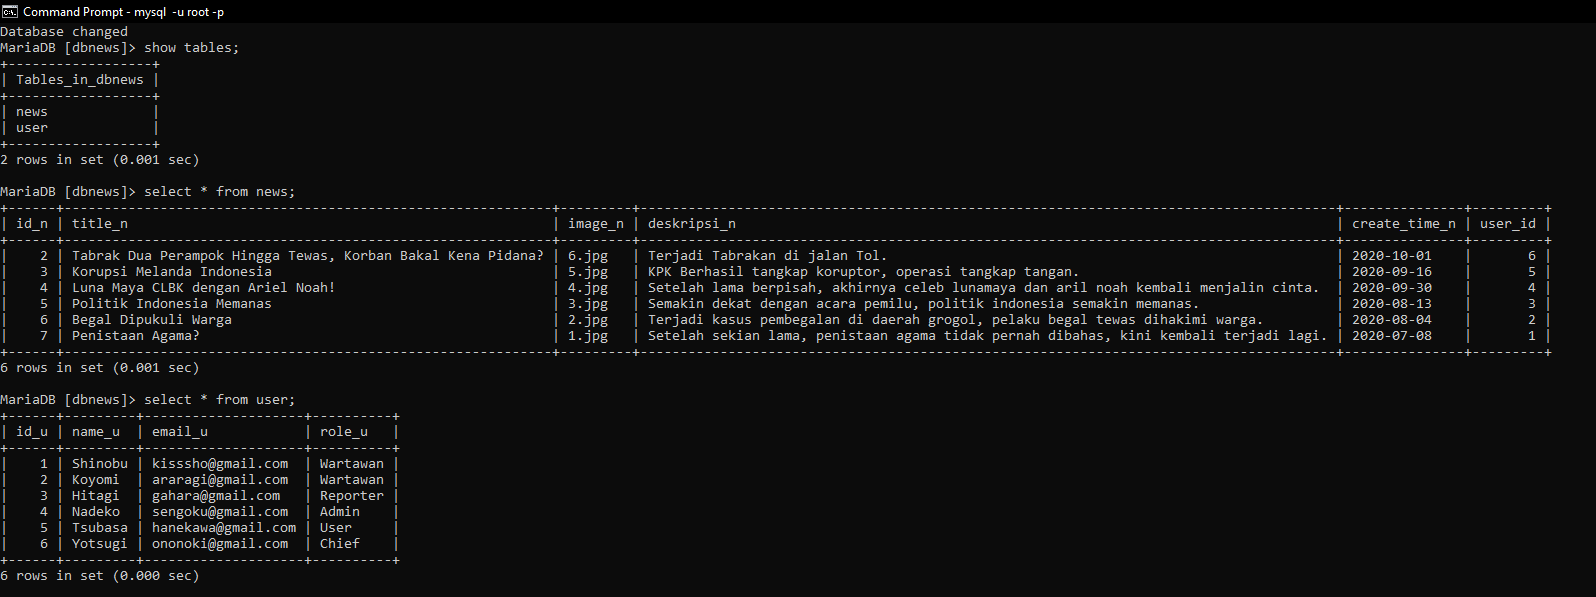 Command Prompt - mysql  -u root -p
Database changed
MariaDB [dbnews]> show tables;
+------------------+
| Tables_in_dbnews |
+------------------+
| news             |
| user             |
+------------------+
2 rows in set (0.001 sec)
MariaDB [dbnews]> select * from news;
+------+-------------------------------------------------------------+---------+---------------------------------------------------------------------------------------+---------------+---------+
| id_n | title_n                                                     | image_n | deskripsi_n                                                                           | create_time_n | user_id |
+------+-------------------------------------------------------------+---------+---------------------------------------------------------------------------------------+---------------+---------+
|    2 | Tabrak Dua Perampok Hingga Tewas, Korban Bakal Kena Pidana? | 6.jpg   | Terjadi Tabrakan di jalan Tol.                                                        | 2020-10-01    |       6 |
|    3 | Korupsi Melanda Indonesia                                   | 5.jpg   | KPK Berhasil tangkap koruptor, operasi tangkap tangan.                                | 2020-09-16    |       5 |
|    4 | Luna Maya CLBK dengan Ariel Noah!                           | 4.jpg   | Setelah lama berpisah, akhirnya celeb lunamaya dan aril noah kembali menjalin cinta.  | 2020-09-30    |       4 |
|    5 | Politik Indonesia Memanas                                   | 3.jpg   | Semakin dekat dengan acara pemilu, politik indonesia semakin memanas.                 | 2020-08-13    |       3 |
|    6 | Begal Dipukuli Warga                                        | 2.jpg   | Terjadi kasus pembegalan di daerah grogol, pelaku begal tewas dihakimi warga.         | 2020-08-04    |       2 |
|    7 | Penistaan Agama?                                            | 1.jpg   | Setelah sekian lama, penistaan agama tidak pernah dibahas, kini kembali terjadi lagi. | 2020-07-08    |       1 |
+------+-------------------------------------------------------------+---------+---------------------------------------------------------------------------------------+---------------+---------+
6 rows in set (0.001 sec)
MariaDB [dbnews]> select * from user;
+------+---------+--------------------+----------+
| id_u | name_u  | email_u            | role_u   |
+------+---------+--------------------+----------+
|    1 | Shinobu | kisssho@gmail.com  | Wartawan |
|    2 | Koyomi  | araragi@gmail.com  | Wartawan |
|    3 | Hitagi  | gahara@gmail.com   | Reporter |
|    4 | Nadeko  | sengoku@gmail.com  | Admin    |
|    5 | Tsubasa | hanekawa@gmail.com | User     |
|    6 | Yotsugi | ononoki@gmail.com  | Chief    |
+------+---------+--------------------+----------+
6 rows in set (0.000 sec)